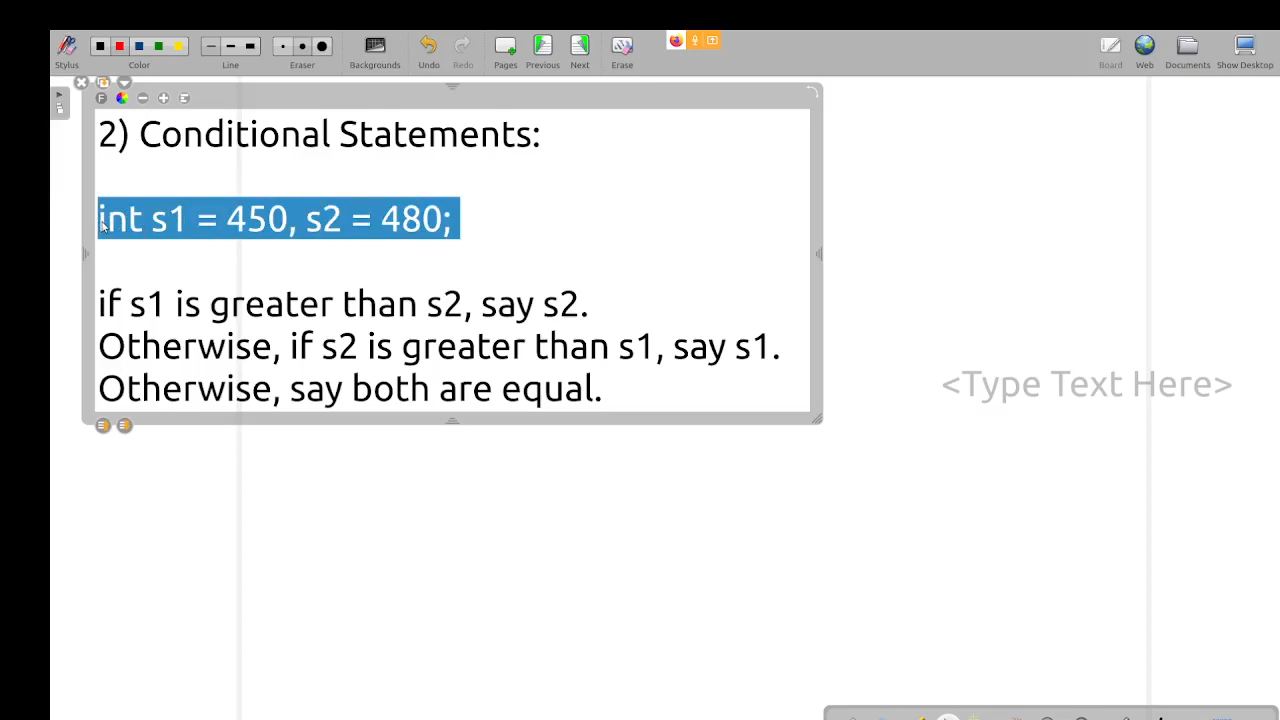 Stylus
Color
Line
Eraser
Backgrounds
Undo
Redo
Pages
Previous
Next
Erase
Board
Web
Documents
Show Desktop
2) Conditional Statements:
int s1 = 450, s2 = 480;
if s1 is greater than s2, say s2.
Otherwise, if s2 is greater than s1, say s1.
Otherwise, say both are equal.
<Type Text Here>